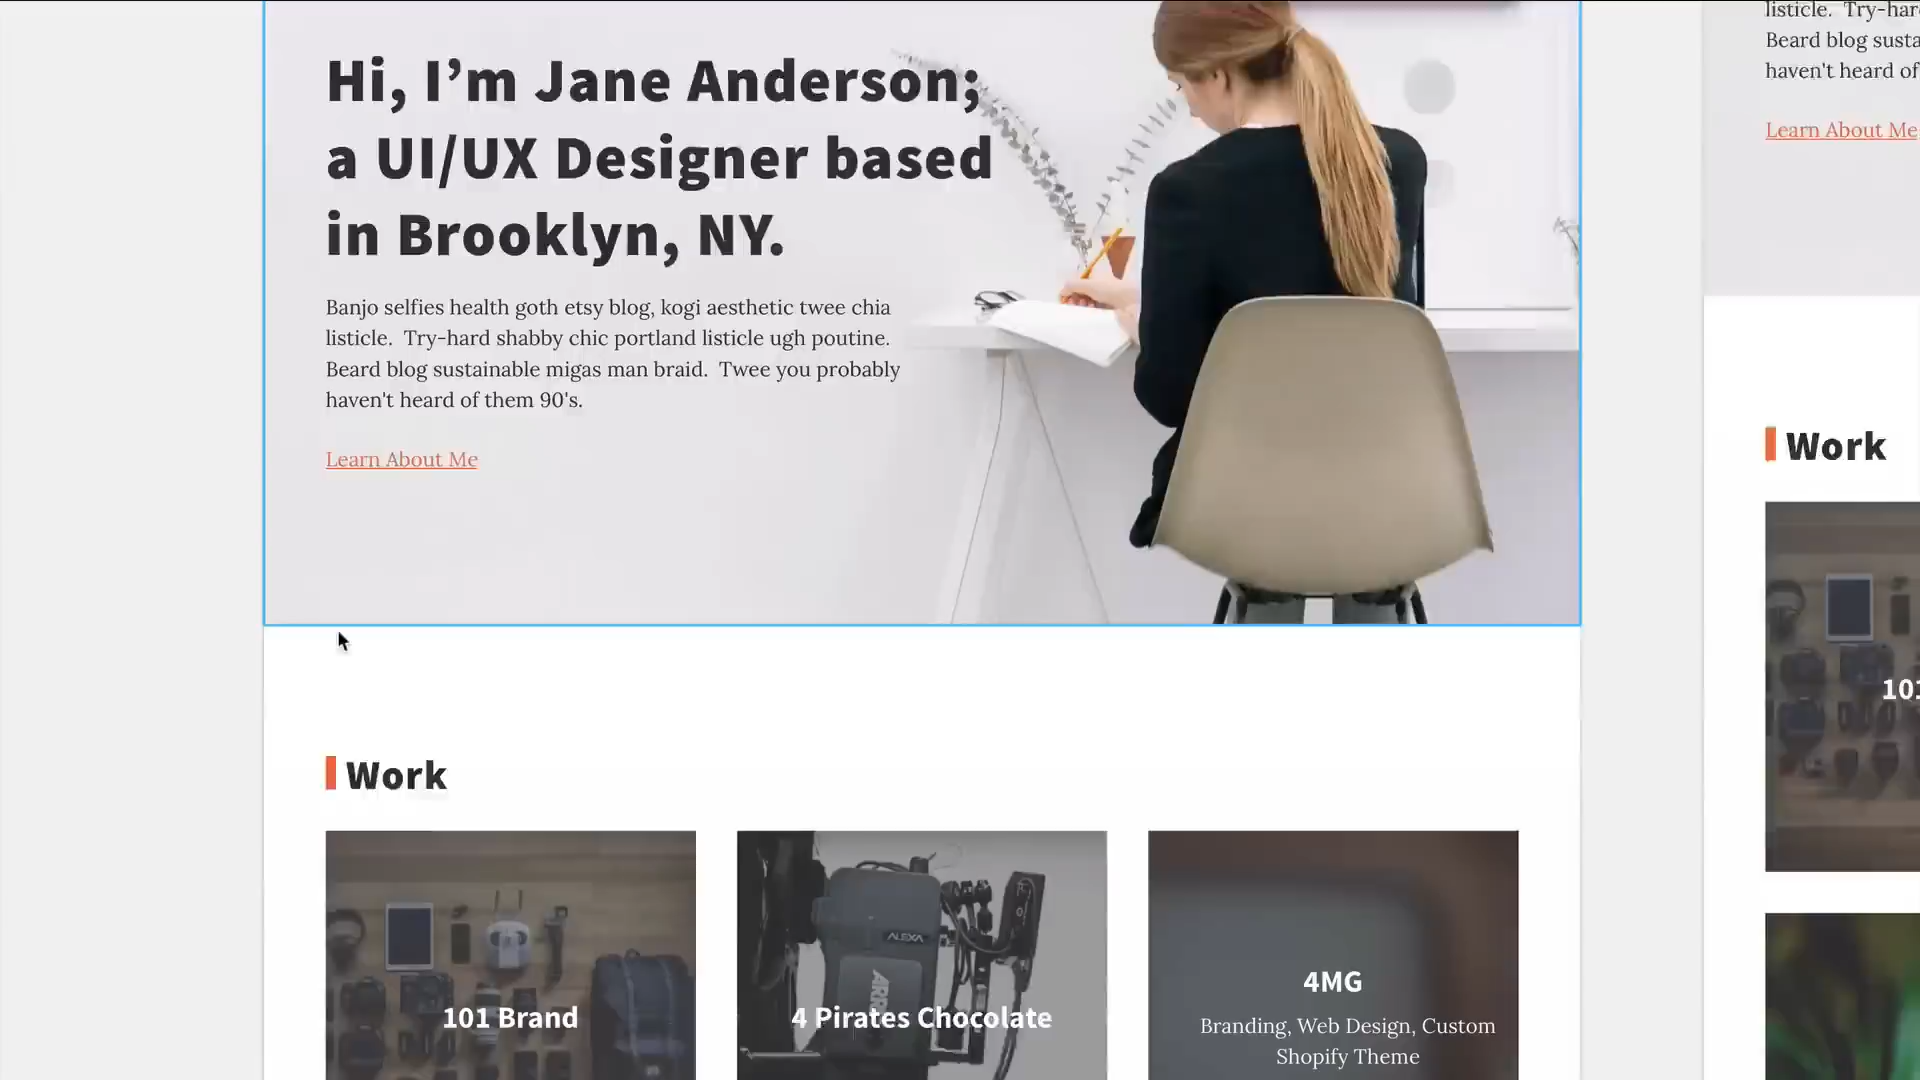 Hi, I’m Jane Anderson;
a UI/UX Designer based
in Brooklyn, NY.
Banjo selfies health goth etsy blog, kogi aesthetic twee chia
listicle.  Try-hard shabby chic portland listicle ugh poutine.
Beard blog sustainable migas man braid.  Twee you probably
haven't heard of them 90's.
Learn About Me
Work
101 Brand
ALEXA
ARRI
4 Pirates Chocolate
4MG
Branding, Web Design, Custom
Shopify Theme
listicle.  Try-har
Beard blog susta
haven't heard of
Learn About Me
Work
101